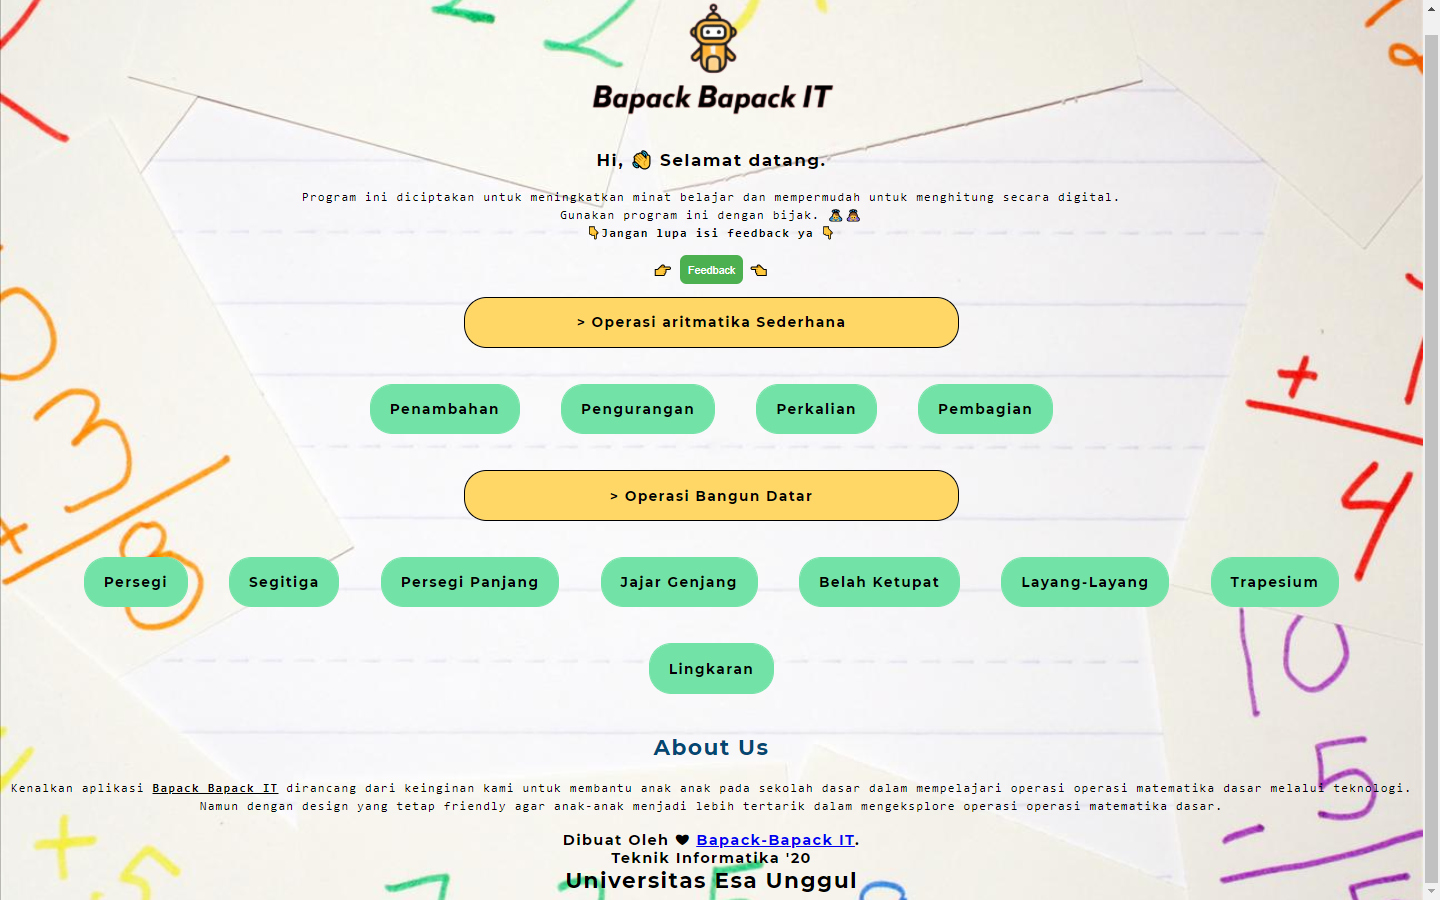 Bapack Bapack IT
Hi, 👋 Selamat datang.
Program ini diciptakan untuk meningkatkan minat belajar dan mempermudah untuk menghitung secara digital.
Gunakan program ini dengan bijak.
👇Jangan lupa isi feedback ya 👇
👉 Feedback 👈
> Operasi aritmatika Sederhana
Penambahan Pengurangan Perkalian Pembagian
> Operasi Bangun Datar
Persegi Segitiga Persegi Panjang Jajar Genjang Belah Ketupat Layang-Layang Trapesium
Lingkaran
About Us
Kenalkan aplikasi Bapack Bapack IT dirancang dari keinginan kami untuk membantu anak anak pada sekolah dasar dalam mempelajari operasi operasi matematika dasar melalui teknologi.
Namun dengan design yang tetap friendly agar anak-anak menjadi lebih tertarik dalam mengeksplore operasi operasi matematika dasar.
Dibuat Oleh ❤ Bapack-Bapack IT.
Teknik Informatika '20
Universitas Esa Unggul